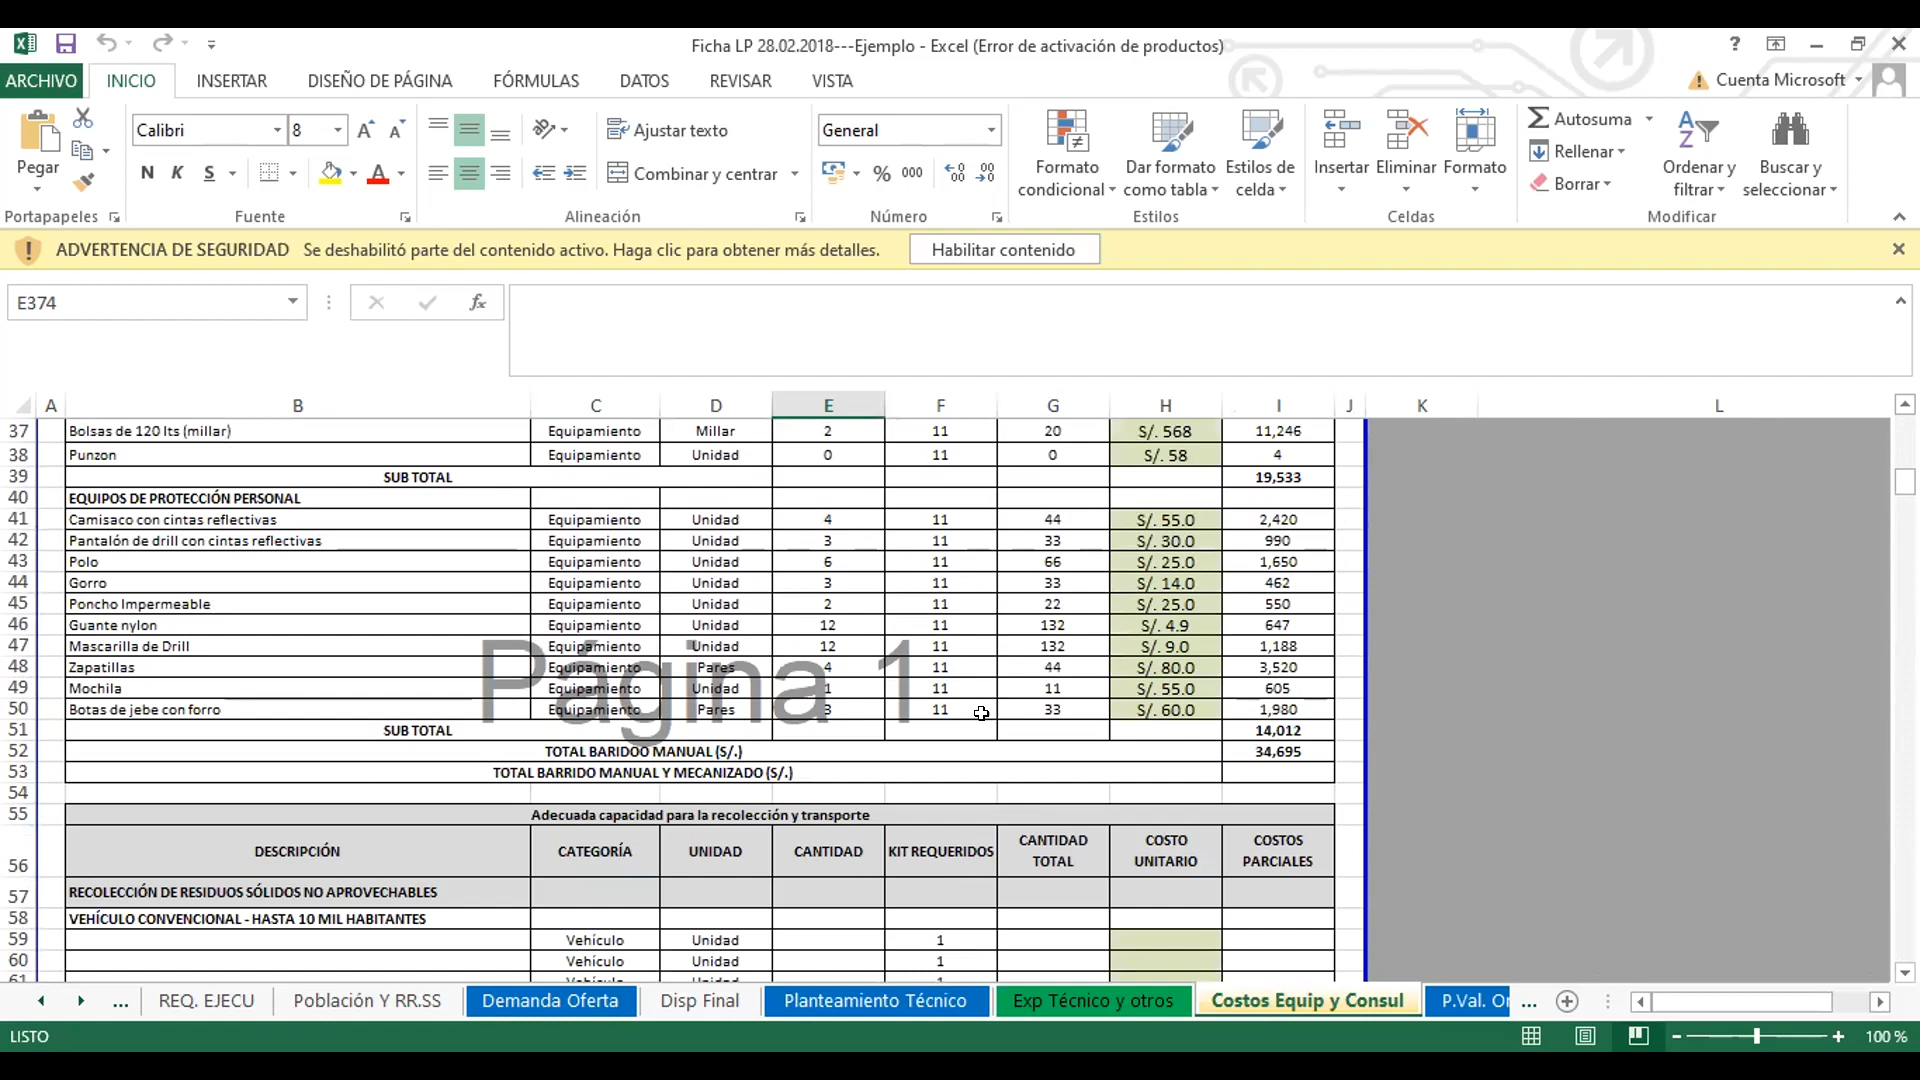 Ficha LP 28.02.2018---Ejemplo - Excel (Error de activación de productos)
ARCHIVO INICIO INSERTAR DISEÑO DE PÁGINA FÓRMULAS DATOS REVISAR VISTA Cuenta Microsoft
Pegar
Calibri 8
N K S
Ajustar texto
Combinar y centrar
General
% 000
Formato condicional
Dar formato como tabla
Estilos de celda
Insertar Eliminar Formato
Autosuma
Rellenar
Borrar
Ordenar y filtrar
Buscar y seleccionar
Portapapeles Fuente Alineación Número Estilos Celdas Modificar
ADVERTENCIA DE SEGURIDAD Se deshabilitó parte del contenido activo. Haga clic para obtener más detalles. Habilitar contenido
E374 fx
A B C D E F G H I J K L
37 Bolsas de 120 lts (millar) Equipamiento Millar 2 11 20 S/. 568 11,246
38 Punzon Equipamiento Unidad 0 11 0 S/. 58 4
39 SUB TOTAL 19,533
40 EQUIPOS DE PROTECCIÓN PERSONAL
41 Camisaco con cintas reflectivas Equipamiento Unidad 4 11 44 S/. 55.0 2,420
42 Pantalón de drill con cintas reflectivas Equipamiento Unidad 3 11 33 S/. 30.0 990
43 Polo Equipamiento Unidad 6 11 66 S/. 25.0 1,650
44 Gorro Equipamiento Unidad 3 11 33 S/. 14.0 462
45 Poncho Impermeable Equipamiento Unidad 2 11 22 S/. 25.0 550
46 Guante nylon Equipamiento Unidad 12 11 132 S/. 4.9 647
47 Mascarilla de Drill Equipamiento Unidad 12 11 132 S/. 9.0 1,188
48 Zapatillas Equipamiento Pares 4 11 44 S/. 80.0 3,520
49 Mochila Equipamiento Unidad 1 11 11 S/. 55.0 605
50 Botas de jebe con forro Equipamiento Pares 3 11 33 S/. 60.0 1,980
Página 1
51 SUB TOTAL 14,012
52 TOTAL BARIDOO MANUAL (S/.) 34,695
53 TOTAL BARRIDO MANUAL Y MECANIZADO (S/.)
54
55 Adecuada capacidad para la recolección y transporte
56 DESCRIPCIÓN CATEGORÍA UNIDAD CANTIDAD KIT REQUERIDOS CANTIDAD TOTAL COSTO UNITARIO COSTOS PARCIALES
57 RECOLECCIÓN DE RESIDUOS SÓLIDOS NO APROVECHABLES
58 VEHÍCULO CONVENCIONAL - HASTA 10 MIL HABITANTES
59 Vehículo Unidad 1
60 Vehículo Unidad 1
61 Vehículo Unidad 1
... REQ. EJECU Población Y RR.SS Demanda Oferta Disp Final Planteamiento Técnico Exp Técnico y otros Costos Equip y Consul P.Val. Or ...
LISTO 100 %